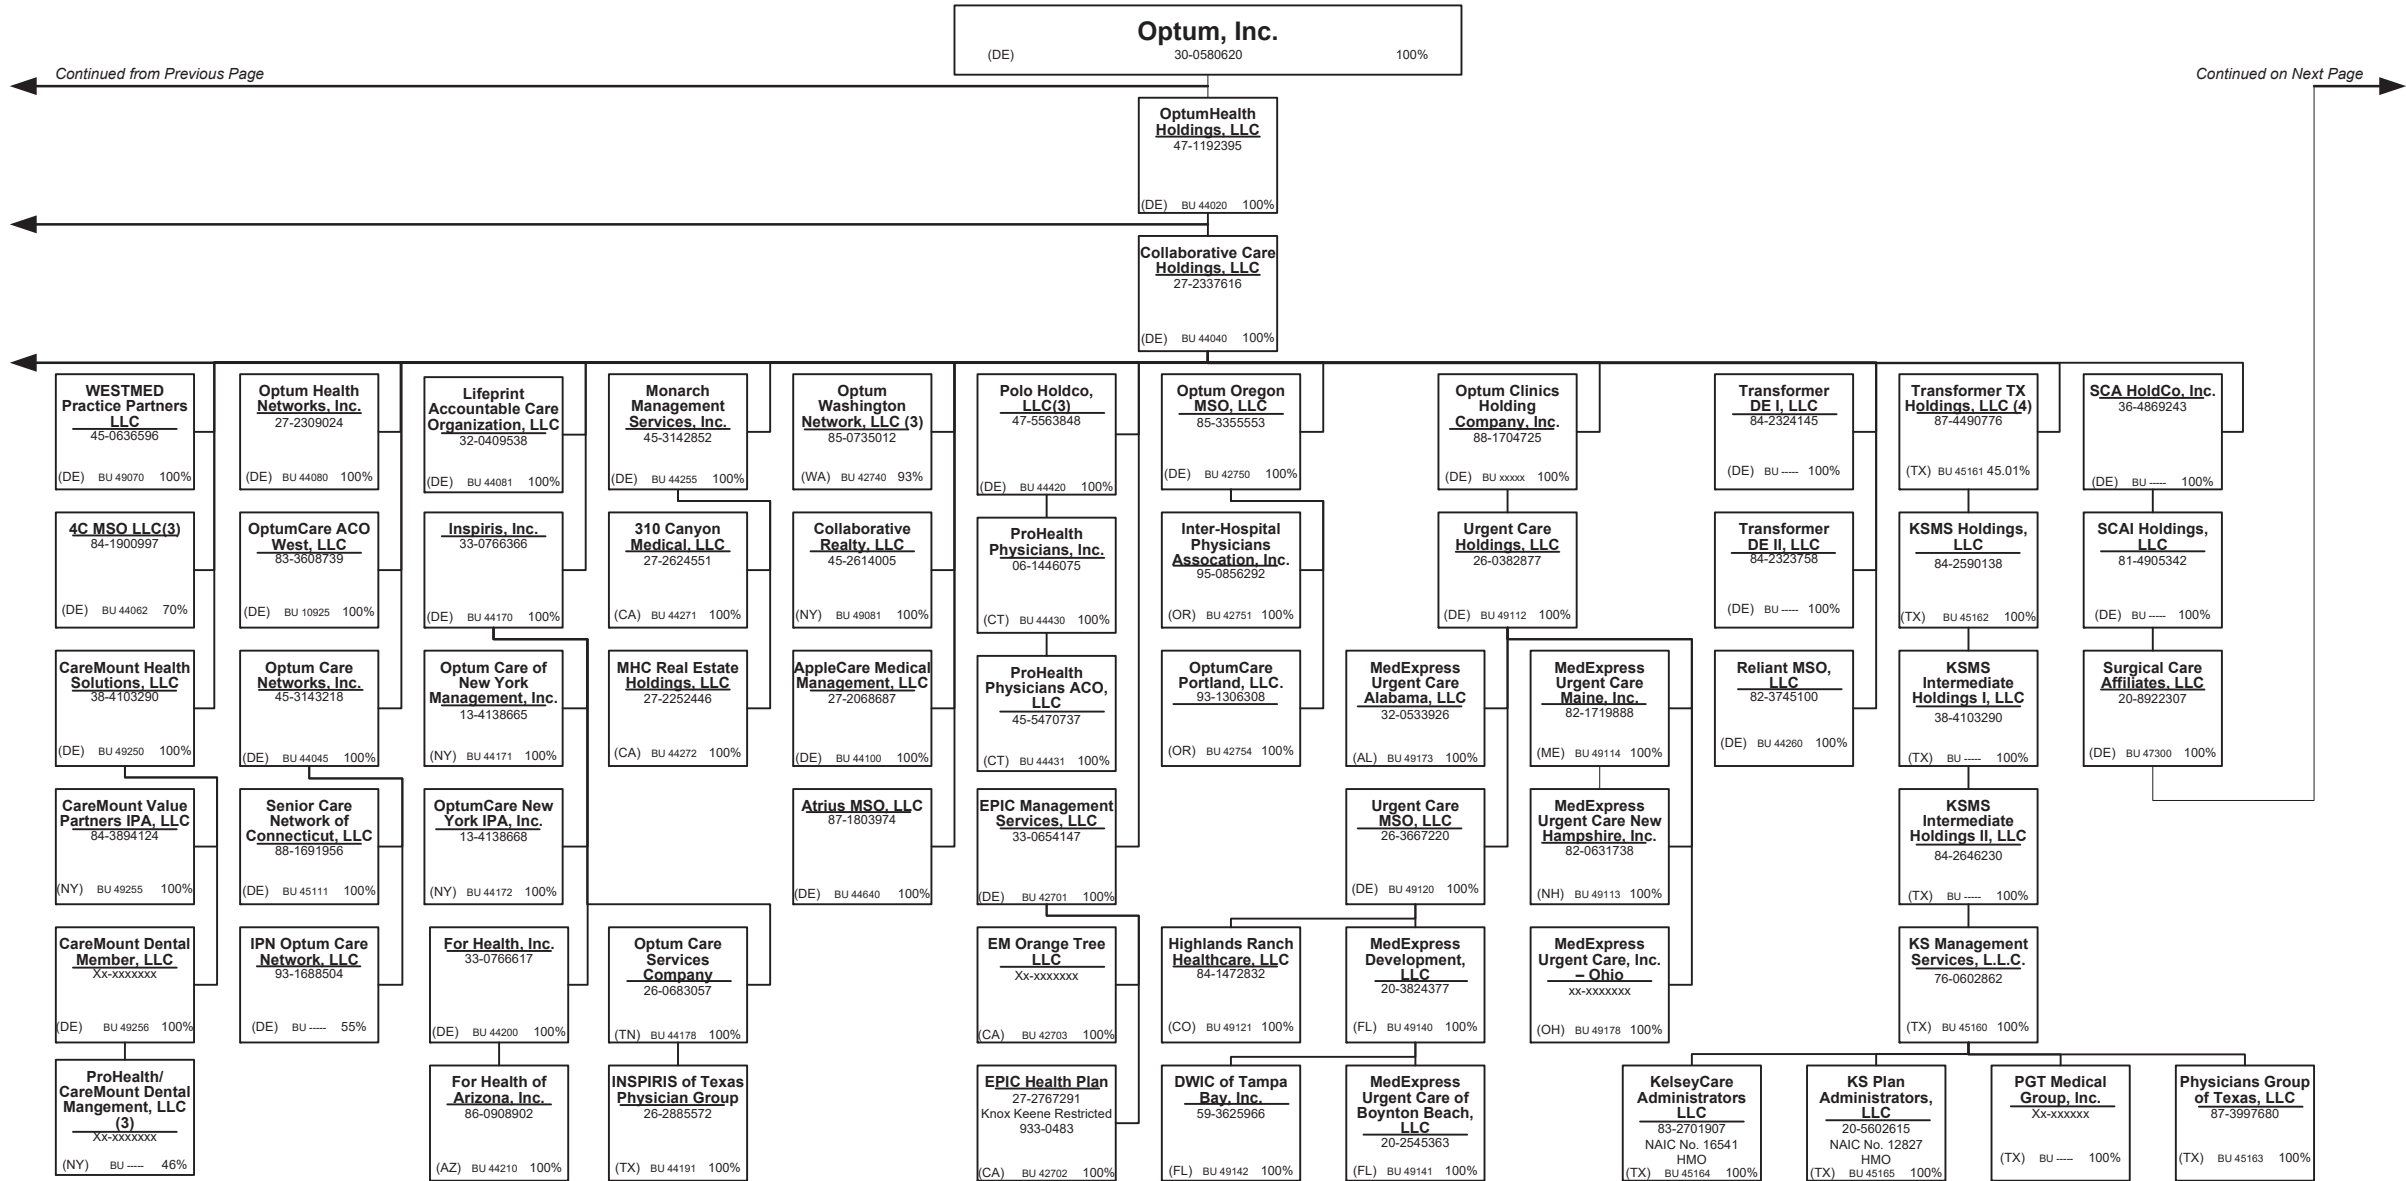 Optum, Inc.
(DE) 30-0580620 100%
Continued from Previous Page
Continued on Next Page
OptumHealth
Holdings, LLC
47-1192395
(DE) BU 44020 100%
Collaborative Care
Holdings, LLC
27-2337616
(DE) BU 44040 100%
WESTMED
Practice Partners
LLC
45-0636596
(DE) BU 49070 100%
Optum Health
Networks, Inc.
27-2309024
(DE) BU 44080 100%
Lifeprint
Accountable Care
Organization, LLC
32-0409538
(DE) BU 44081 100%
Monarch
Management
Services, Inc.
45-3142852
(DE) BU 44255 100%
Optum
Washington
Network, LLC (3)
85-0735012
(WA) BU 42740 93%
Polo Holdco,
LLC(3)
47-5563848
(DE) BU 44420 100%
Optum Oregon
MSO, LLC
85-3355553
(DE) BU 42750 100%
Optum Clinics
Holding
Company, Inc.
88-1704725
(DE) BU xxxxx 100%
Transformer
DE I, LLC
84-2324145
(DE) BU ----- 100%
Transformer TX
Holdings, LLC (4)
87-4490776
(TX) BU 45161 45.01%
SCA HoldCo, Inc.
36-4869243
(DE) BU ----- 100%
4C MSO LLC(3)
84-1900997
(DE) BU 44062 70%
OptumCare ACO
West, LLC
83-3608739
(DE) BU 10925 100%
Inspiris, Inc.
33-0766366
(DE) BU 44170 100%
310 Canyon
Medical, LLC
27-2624551
(CA) BU 44271 100%
Collaborative
Realty, LLC
45-2614005
(NY) BU 49081 100%
ProHealth
Physicians, Inc.
06-1446075
(CT) BU 44430 100%
Inter-Hospital
Physicians
Assocation, Inc.
95-0856292
(OR) BU 42751 100%
Urgent Care
Holdings, LLC
26-0382877
(DE) BU 49112 100%
Transformer
DE II, LLC
84-2323758
(DE) BU ----- 100%
KSMS Holdings,
LLC
84-2590138
(TX) BU 45162 100%
SCAI Holdings,
LLC
81-4905342
(DE) BU ----- 100%
CareMount Health
Solutions, LLC
38-4103290
(DE) BU 49250 100%
Optum Care
Networks, Inc.
45-3143218
(DE) BU 44045 100%
Optum Care of
New York
Management, Inc.
13-4138665
(NY) BU 44171 100%
MHC Real Estate
Holdings, LLC
27-2252446
(CA) BU 44272 100%
AppleCare Medical
Management, LLC
27-2068687
(DE) BU 44100 100%
ProHealth
Physicians ACO,
LLC
45-5470737
(CT) BU 44431 100%
OptumCare
Portland, LLC.
93-1306308
(OR) BU 42754 100%
MedExpress
Urgent Care
Alabama, LLC
32-0533926
(AL) BU 49173 100%
MedExpress
Urgent Care
Maine, Inc.
82-1719888
(ME) BU 49114 100%
Reliant MSO,
LLC
82-3745100
(DE) BU 44260 100%
KSMS
Intermediate
Holdings I, LLC
38-4103290
(TX) BU ----- 100%
Surgical Care
Affiliates, LLC
20-8922307
(DE) BU 47300 100%
CareMount Value
Partners IPA, LLC
84-3894124
(NY) BU 49255 100%
Senior Care
Network of
Connecticut, LLC
88-1691956
(DE) BU 45111 100%
OptumCare New
York IPA, Inc.
13-4138668
(NY) BU 44172 100%
Atrius MSO, LLC
87-1803974
(DE) BU 44640 100%
EPIC Management
Services, LLC
33-0654147
(DE) BU 42701 100%
Urgent Care
MSO, LLC
26-3667220
(DE) BU 49120 100%
MedExpress
Urgent Care New
Hampshire, Inc.
82-0631738
(NH) BU 49113 100%
KSMS
Intermediate
Holdings II, LLC
84-2646230
(TX) BU ----- 100%
CareMount Dental
Member, LLC
Xx-xxxxxxx
(DE) BU 49256 100%
IPN Optum Care
Network, LLC
93-1688504
(DE) BU ----- 55%
For Health, Inc.
33-0766617
(DE) BU 44200 100%
Optum Care
Services
Company
26-0683057
(TN) BU 44178 100%
EM Orange Tree
LLC
Xx-xxxxxxx
(CA) BU 42703 100%
Highlands Ranch
Healthcare, LLC
84-1472832
(CO) BU 49121 100%
MedExpress
Development,
LLC
20-3824377
(FL) BU 49140 100%
MedExpress
Urgent Care, Inc.
– Ohio
xx-xxxxxxx
(OH) BU 49178 100%
KS Management
Services, L.L.C.
76-0602862
(TX) BU 45160 100%
ProHealth/
CareMount Dental
Mangement, LLC
(3)
Xx-xxxxxxx
(NY) BU ----- 46%
For Health of
Arizona, Inc.
86-0908902
(AZ) BU 44210 100%
INSPIRIS of Texas
Physician Group
26-2885572
(TX) BU 44191 100%
EPIC Health Plan
27-2767291
Knox Keene Restricted
933-0483
(CA) BU 42702 100%
DWIC of Tampa
Bay, Inc.
59-3625966
(FL) BU 49142 100%
MedExpress
Urgent Care of
Boynton Beach,
LLC
20-2545363
(FL) BU 49141 100%
KelseyCare
Administrators
LLC
83-2701907
NAIC No. 16541
HMO
(TX) BU 45164 100%
KS Plan
Administrators,
LLC
20-5602615
NAIC No. 12827
HMO
(TX) BU 45165 100%
PGT Medical
Group, Inc.
Xx-xxxxxx
(TX) BU ----- 100%
Physicians Group
of Texas, LLC
87-3997680
(TX) BU 45163 100%